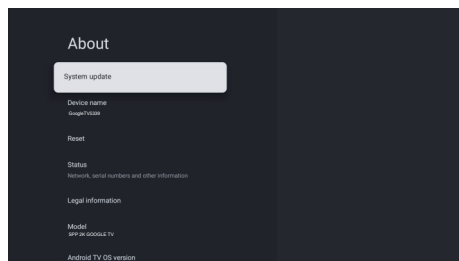 About
System update
Device name
GoogleTV5339
Reset
Status
Network, serial numbers and other information
Legal information
Model
SPP 2K GOOGLE TV
Android TV OS version